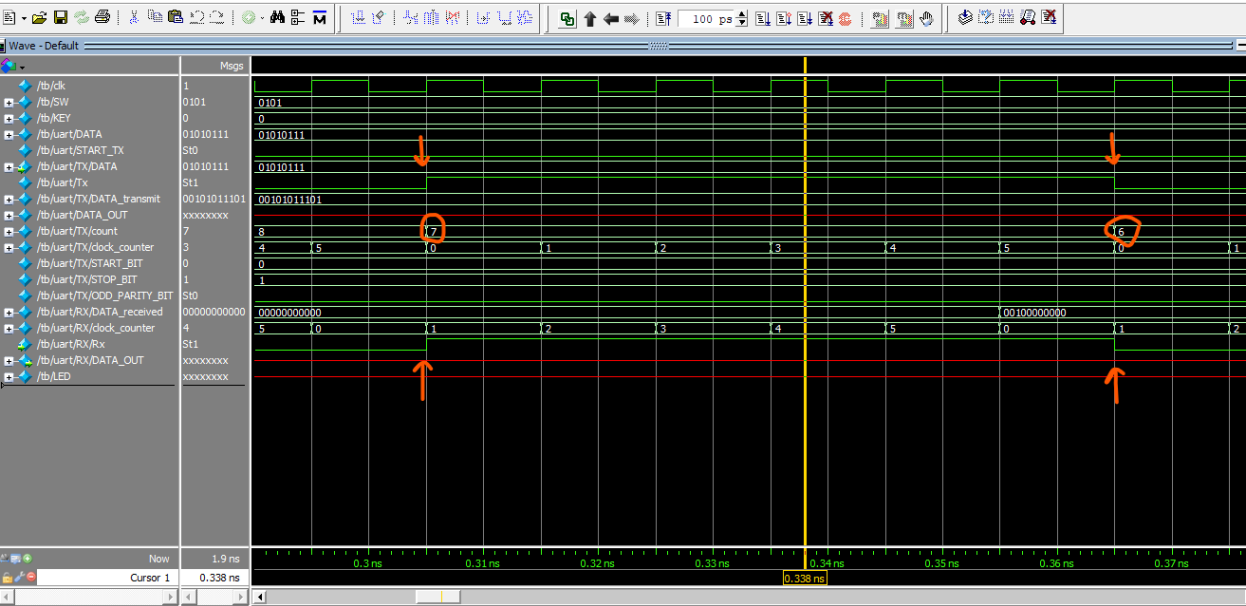 100 ps
Wave - Default
Msgs
/tb/clk 1
/tb/SW 0101 0101
/tb/KEY 0 0
/tb/uart/DATA 01010111 01010111
/tb/uart/START_TX St0
/tb/uart/TX/DATA 01010111 01010111
/tb/uart/Tx St1
/tb/uart/TX/DATA_transmit 00101011101 00101011101
/tb/uart/DATA_OUT xxxxxxxx
/tb/uart/TX/count 7 8 7 6
/tb/uart/TX/clock_counter 3 4 5 0 1 2 3 4 5 0 1
/tb/uart/TX/START_BIT 0 0
/tb/uart/TX/STOP_BIT 1 1
/tb/uart/TX/ODD_PARITY_BIT St0
/tb/uart/RX/DATA_received 00000000000 00000000000 00100000000
/tb/uart/RX/clock_counter 4 5 0 1 2 3 4 5 0 1 2
/tb/uart/RX/Rx St1
/tb/uart/RX/DATA_OUT xxxxxxxx
/tb/LED xxxxxxxx
Now 1.9 ns 0.3 ns 0.31 ns 0.32 ns 0.33 ns 0.34 ns 0.35 ns 0.36 ns 0.37 ns
Cursor 1 0.338 ns 0.338 ns